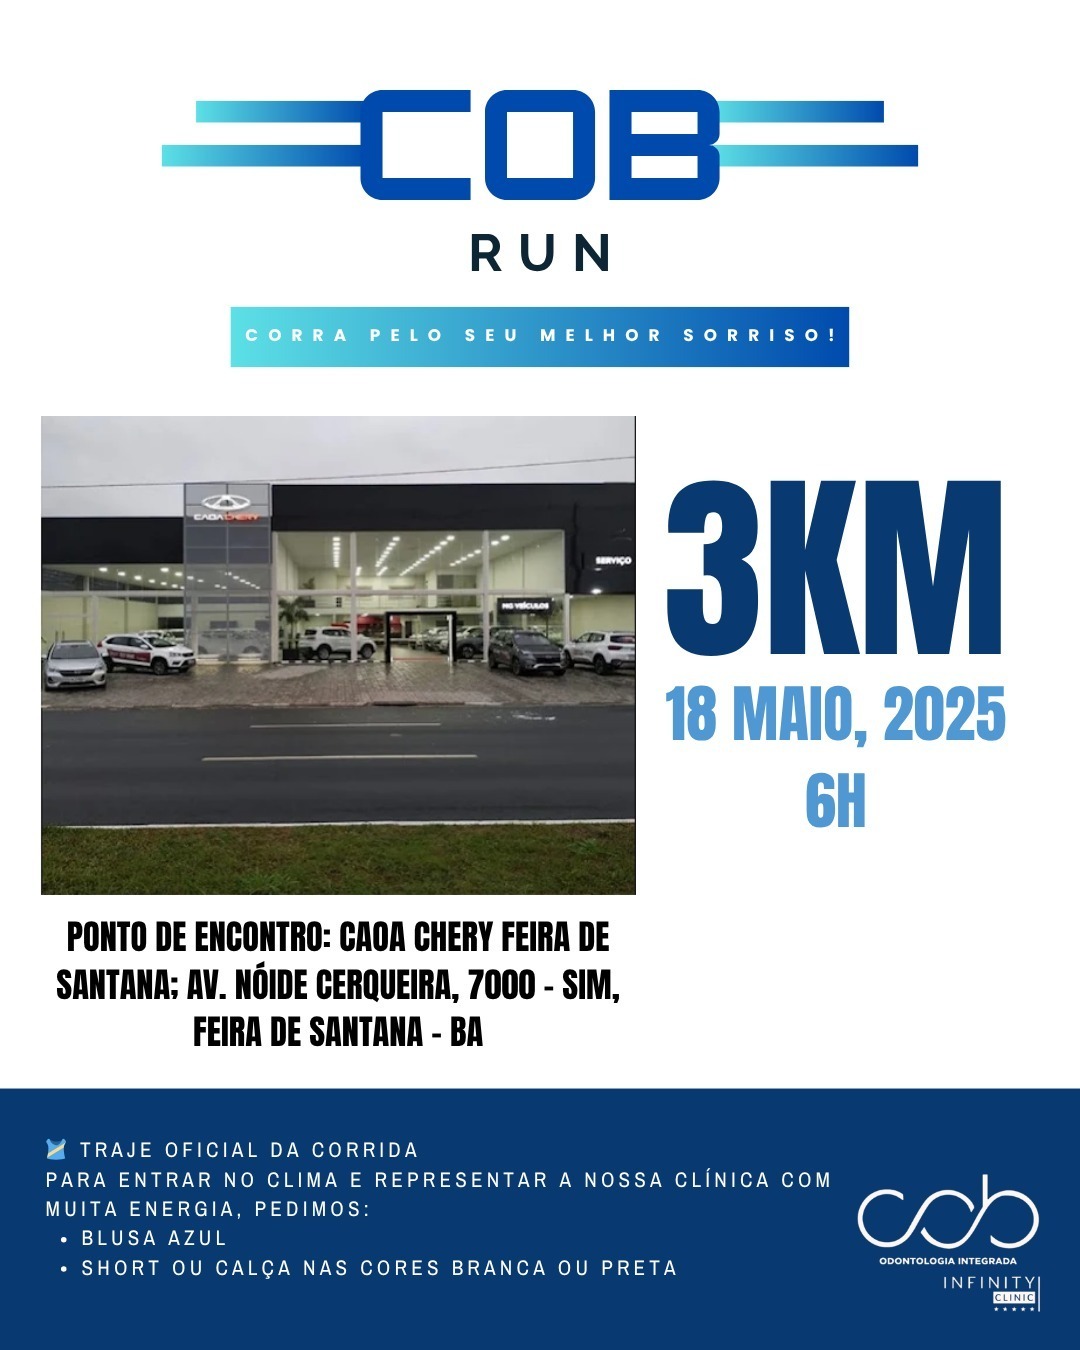 COB
RUN
CORRA PELO SEU MELHOR SORRISO!
CAOA CHERY
SERVIÇO
MG VEÍCULOS
3KM
18 MAIO, 2025
6H
PONTO DE ENCONTRO: CAOA CHERY FEIRA DE
SANTANA; AV. NÓIDE CERQUEIRA, 7000 - SIM,
FEIRA DE SANTANA - BA
TRAJE OFICIAL DA CORRIDA
PARA ENTRAR NO CLIMA E REPRESENTAR A NOSSA CLÍNICA COM
MUITA ENERGIA, PEDIMOS:
• BLUSA AZUL
• SHORT OU CALÇA NAS CORES BRANCA OU PRETA
cob
ODONTOLOGIA INTEGRADA
INFINITY
CLINIC